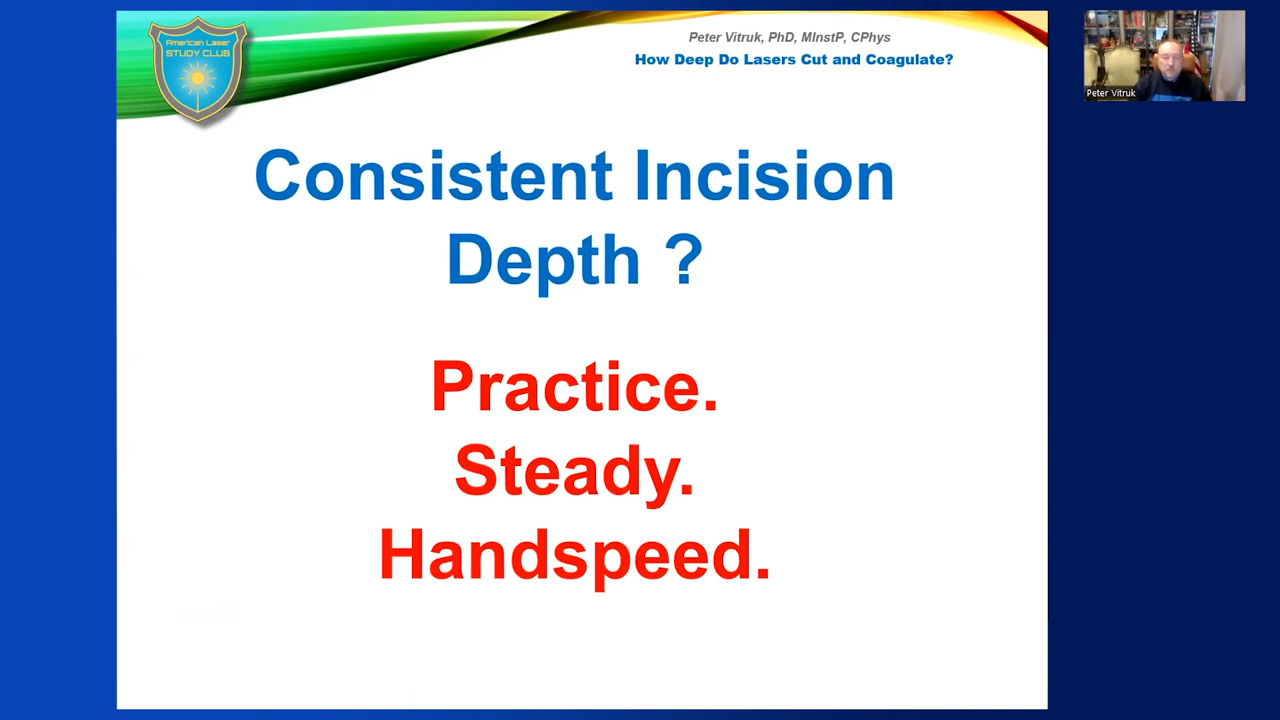 American Laser
STUDY CLUB
Peter Vitruk, PhD, MInstP, CPhys
How Deep Do Lasers Cut and Coagulate?
Peter Vitruk
Consistent Incision
Depth ?
Practice.
Steady.
Handspeed.